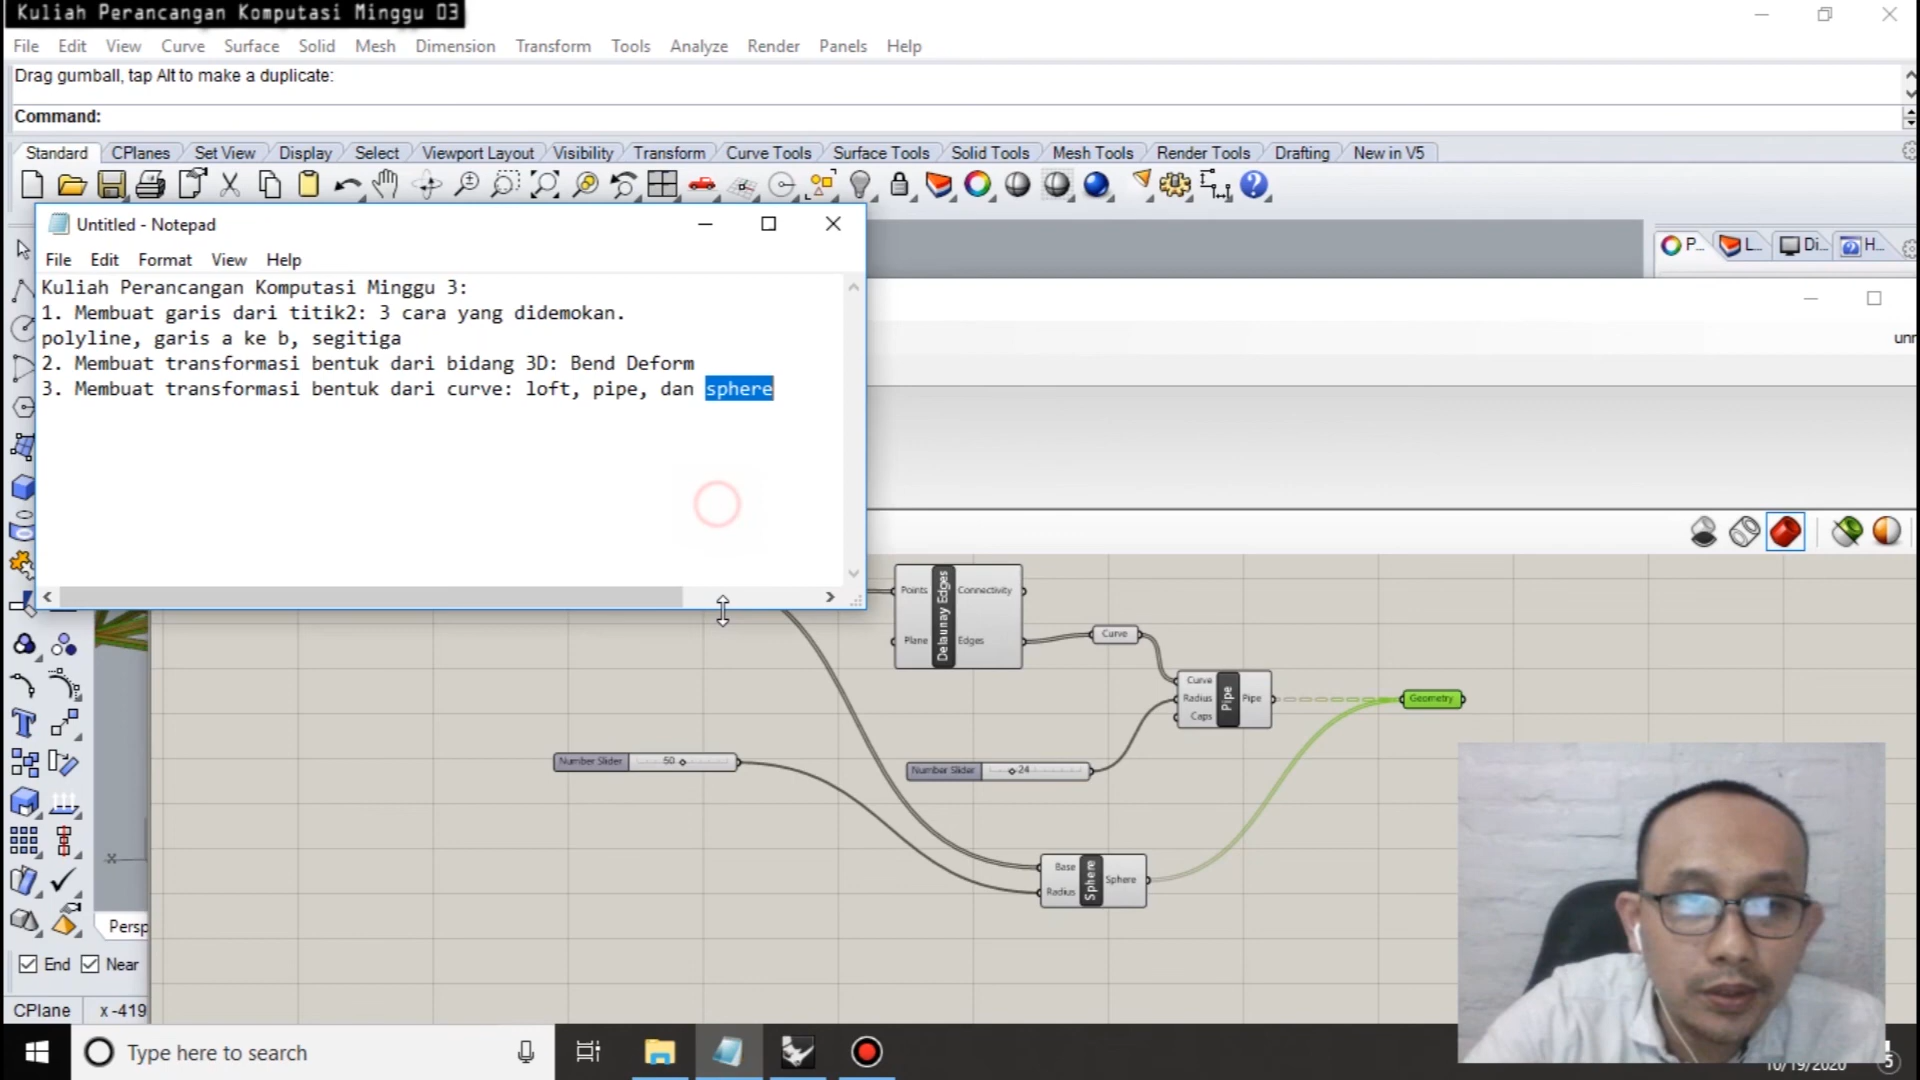 Kuliah Perancangan Komputasi Minggu 03
File Edit View Curve Surface Solid Mesh Dimension Transform Tools Analyze Render Panels Help
Drag gumball, tap Alt to make a duplicate:
Command:
Standard CPlanes Set View Display Select Viewport Layout Visibility Transform Curve Tools Surface Tools Solid Tools Mesh Tools Render Tools Drafting New in V5
Untitled - Notepad
P... L... Di... H...
File Edit Format View Help
Kuliah Perancangan Komputasi Minggu 3:
1. Membuat garis dari titik2: 3 cara yang didemokan.
polyline, garis a ke b, segitiga
2. Membuat transformasi bentuk dari bidang 3D: Bend Deform
3. Membuat transformasi bentuk dari curve: loft, pipe, dan sphere
unr
Points Delaunay Edges Connectivity
Plane Edges
Curve
Curve Pipe Pipe
Radius
Caps
Geometry
Number Slider 50
Number Slider 24
Base Sphere Sphere
Radius
X
Persp
End Near
CPlane x -419
Type here to search
10/19/2020
5